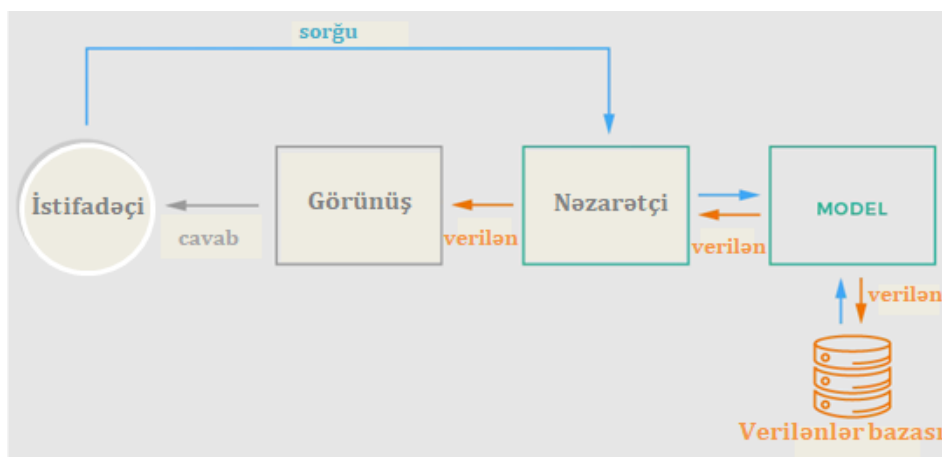 sorğu
İstifadəçi
cavab
Görünüş
verilən
Nəzarətçi
verilən
MODEL
verilən
Verilənlər bazası